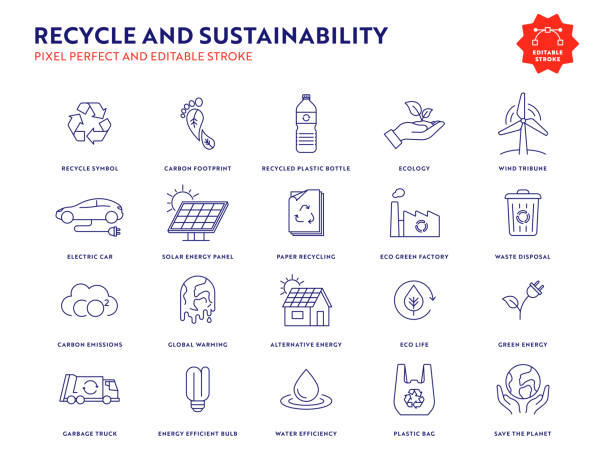 RECYCLE AND SUSTAINABILITY
PIXEL PERFECT AND EDITABLE STROKE
EDITABLE
STROKE
RECYCLE SYMBOL
CARBON FOOTPRINT
RECYCLED PLASTIC BOTTLE
ECOLOGY
WIND TRIBUNE
ELECTRIC CAR
SOLAR ENERGY PANEL
PAPER RECYCLING
ECO GREEN FACTORY
WASTE DISPOSAL
CO2
CARBON EMISSIONS
GLOBAL WARMING
ALTERNATIVE ENERGY
ECO LIFE
GREEN ENERGY
GARBAGE TRUCK
ENERGY EFFICIENT BULB
WATER EFFICIENCY
PLASTIC BAG
SAVE THE PLANET